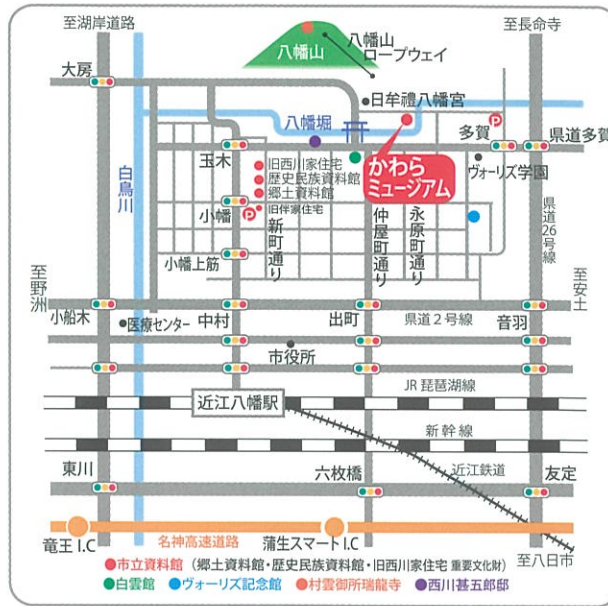 至湖岸道路
至長命寺
八幡山
八幡山
ロープウェイ
大房
日牟禮八幡宮
八幡堀
多賀
県道多賀
玉木
かわら
ミュージアム
ヴォーリズ学園
白鳥川
旧西川家住宅
歴史民族資料館
郷土資料館
小幡
旧伴家住宅
新町通り
仲屋町通り
永原町通り
県道26号線
小幡上筋
至野洲
至安土
小船木
医療センター
中村
出町
県道2号線
音羽
市役所
JR 琵琶湖線
近江八幡駅
新幹線
東川
六枚橋
近江鉄道
友定
名神高速道路
竜王 I.C
蒲生スマート I.C
至八日市
市立資料館(郷土資料館・歴史民族資料館・旧西川家住宅 重要文化財)
白雲館 ヴォーリズ記念館 村雲御所瑞龍寺 西川甚五郎邸